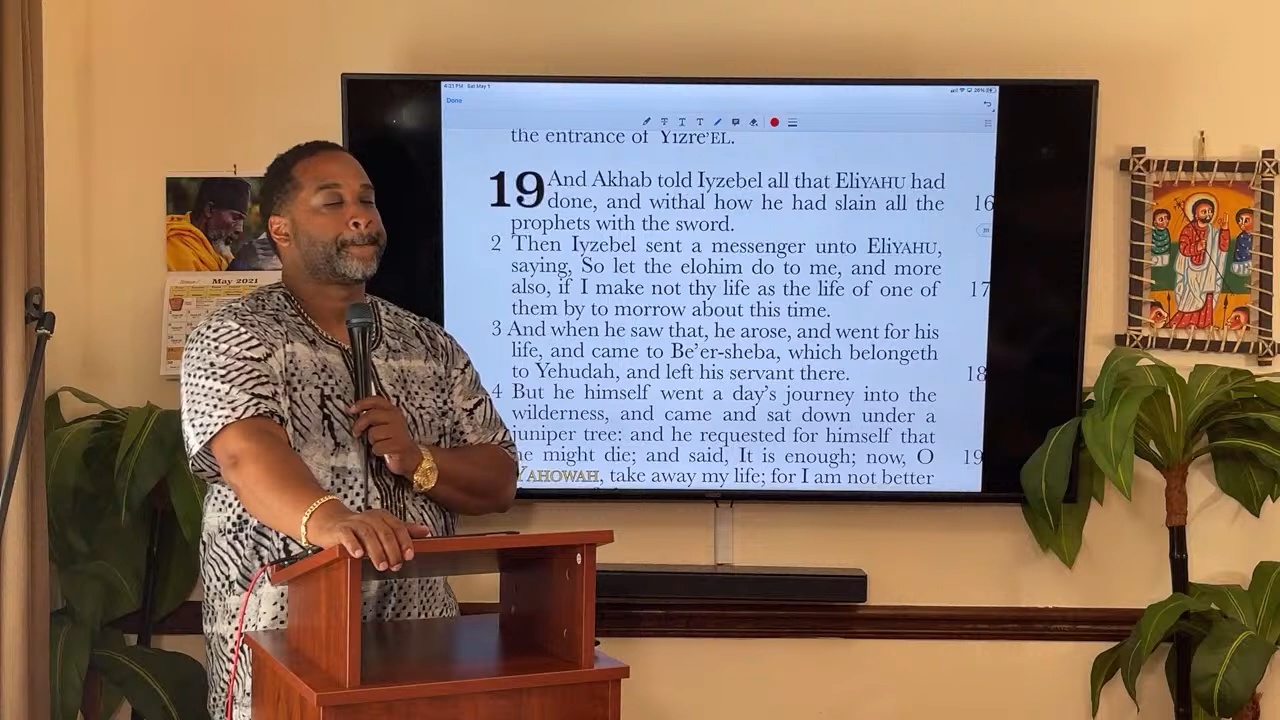 4:31 PM Sat May 1
20%
Done
the entrance of Yizre'EL.
19 And Akhab told Iyzebel all that EliYAHU had
done, and withal how he had slain all the
prophets with the sword.
2 Then Iyzebel sent a messenger unto EliYAHU,
saying, So let the elohim do to me, and more
also, if I make not thy life as the life of one of
them by to morrow about this time.
3 And when he saw that, he arose, and went for his
life, and came to Be'er-sheba, which belongeth
to Yehudah, and left his servant there.
4 But he himself went a day's journey into the
wilderness, and came and sat down under a
juniper tree: and he requested for himself that
he might die; and said, It is enough; now, O
YAHOWAH, take away my life; for I am not better
16
17
18
19
May 2021